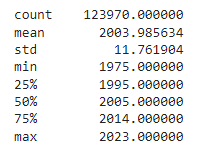 count 123970.000000
mean 2003.985634
std 11.761904
min 1975.000000
25% 1995.000000
50% 2005.000000
75% 2014.000000
max 2023.000000